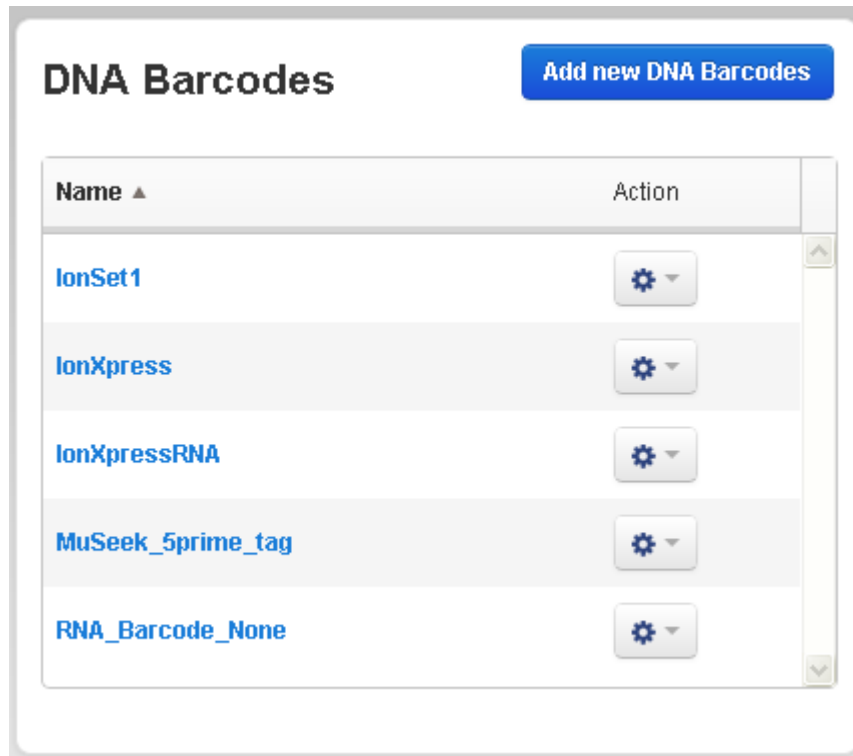 DNA Barcodes
Add new DNA Barcodes
Name Action
IonSet1
IonXpress
IonXpressRNA
MuSeek_5prime_tag
RNA_Barcode_None